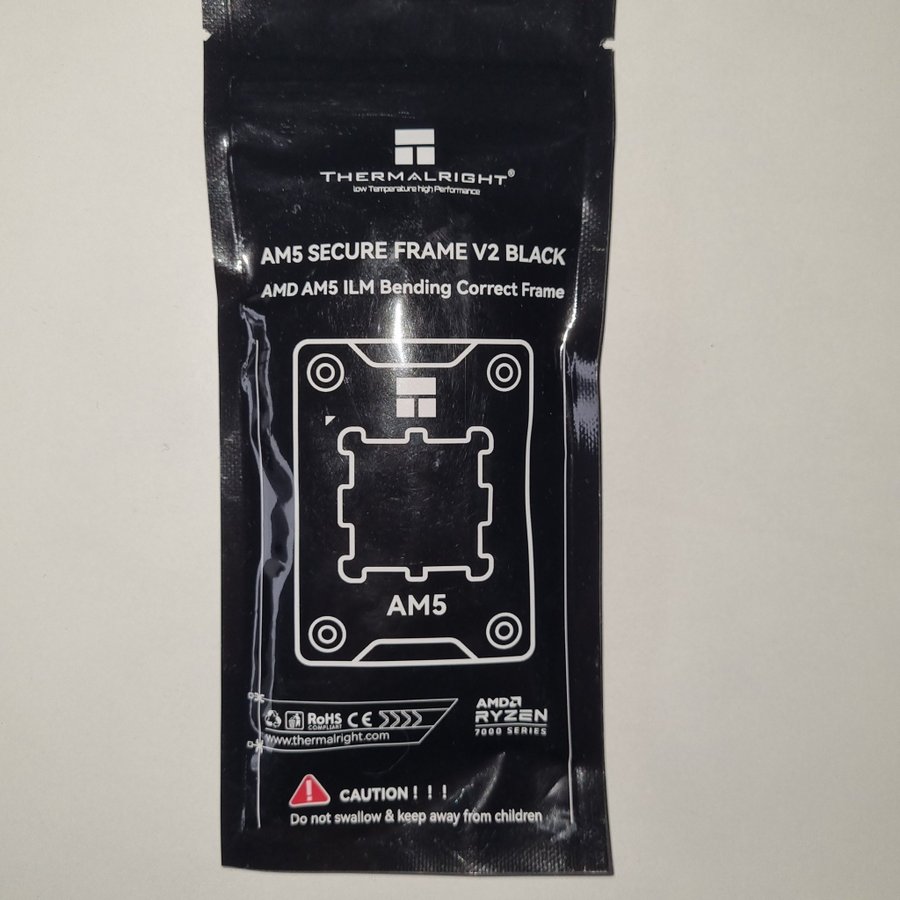 THERMALRIGHT®
low Temperature high Performance
AM5 SECURE FRAME V2 BLACK
AMD AM5 ILM Bending Correct Frame
AM5
RoHS
COMPLIANT
CE
www.thermalright.com
AMD
RYZEN
7000 SERIES
CAUTION ! ! !
Do not swallow & keep away from children